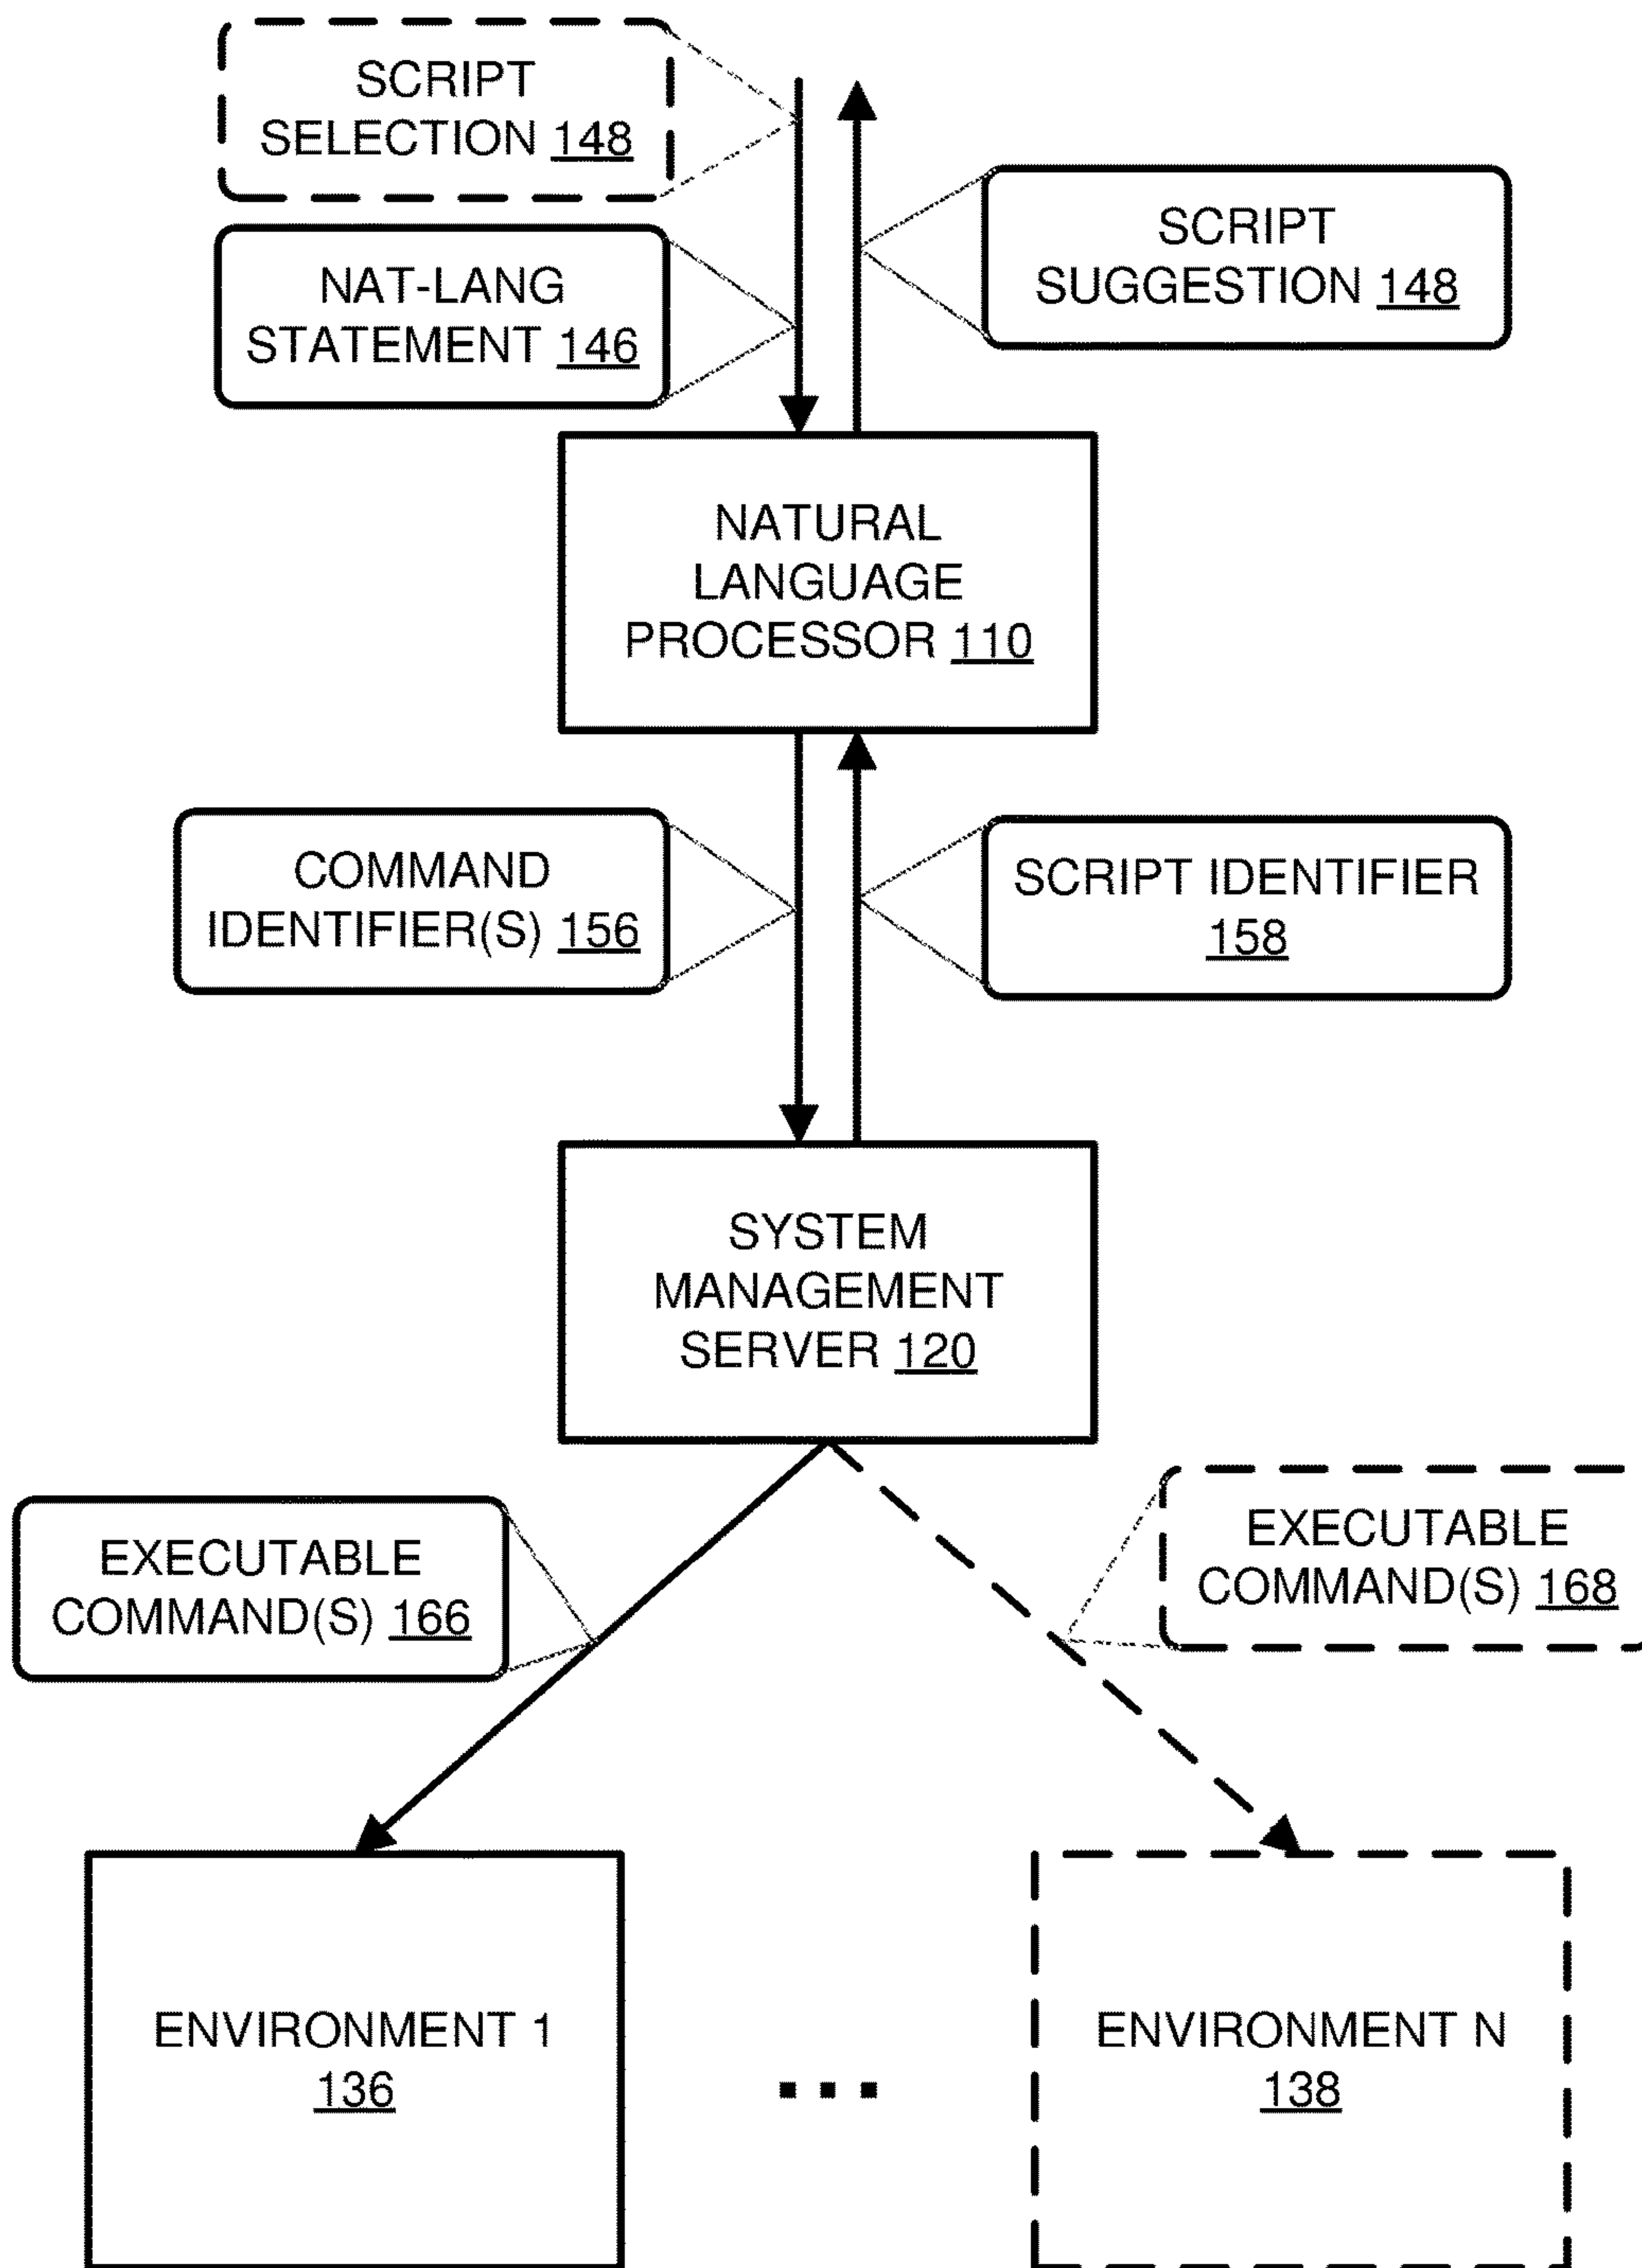 SCRIPT
SELECTION 148
NAT-LANG
STATEMENT 146
SCRIPT
SUGGESTION 148
NATURAL
LANGUAGE
PROCESSOR 110
COMMAND
IDENTIFIER(S) 156
SCRIPT IDENTIFIER
158
SYSTEM
MANAGEMENT
SERVER 120
EXECUTABLE
COMMAND(S) 166
EXECUTABLE
COMMAND(S) 168
ENVIRONMENT 1
136
...
ENVIRONMENT N
138